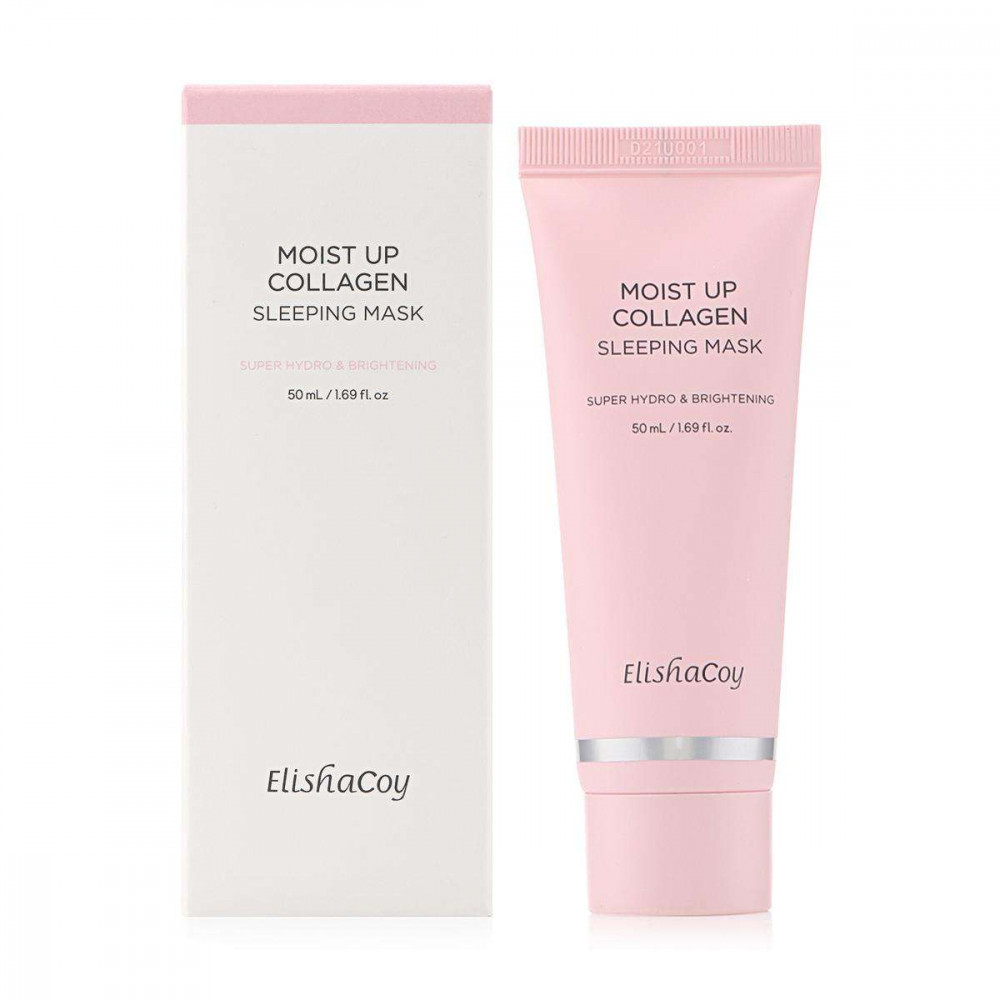 MOIST UP
COLLAGEN
SLEEPING MASK
SUPER HYDRO & BRIGHTENING
50 mL / 1.69 fl. oz
ElishaCoy
D21U001
MOIST UP
COLLAGEN
SLEEPING MASK
SUPER HYDRO & BRIGHTENING
50 mL / 1.69 fl. oz.
ElishaCoy